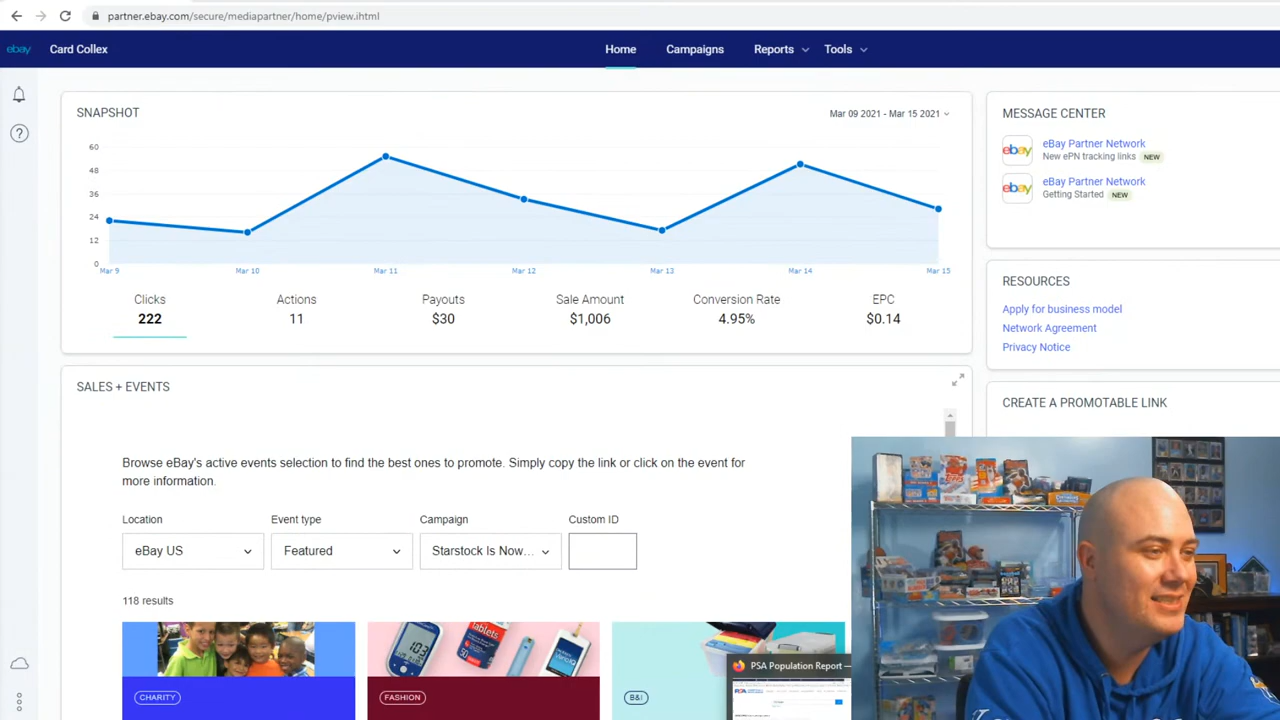 partner.ebay.com/secure/mediapartner/home/pview.ihtml
ebay
Card Collex
Home
Campaigns
Reports
Tools
SNAPSHOT
Mar 09 2021 - Mar 15 2021
60
48
36
24
12
0
Mar 9
Mar 10
Mar 11
Mar 12
Mar 13
Mar 14
Mar 15
Clicks
Actions
Payouts
Sale Amount
Conversion Rate
EPC
222
11
$30
$1,006
4.95%
$0.14
MESSAGE CENTER
ebay
eBay Partner Network
New ePN tracking links NEW
ebay
eBay Partner Network
Getting Started NEW
RESOURCES
Apply for business model
Network Agreement
Privacy Notice
CREATE A PROMOTABLE LINK
SALES + EVENTS
Browse eBay's active events selection to find the best ones to promote. Simply copy the link or click on the event for
more information.
Location
Event type
Campaign
Custom ID
eBay US
Featured
Starstock Is Now...
118 results
CHARITY
Tablets
50
103
FASHION
B&I
PSA Population Report —
PSA